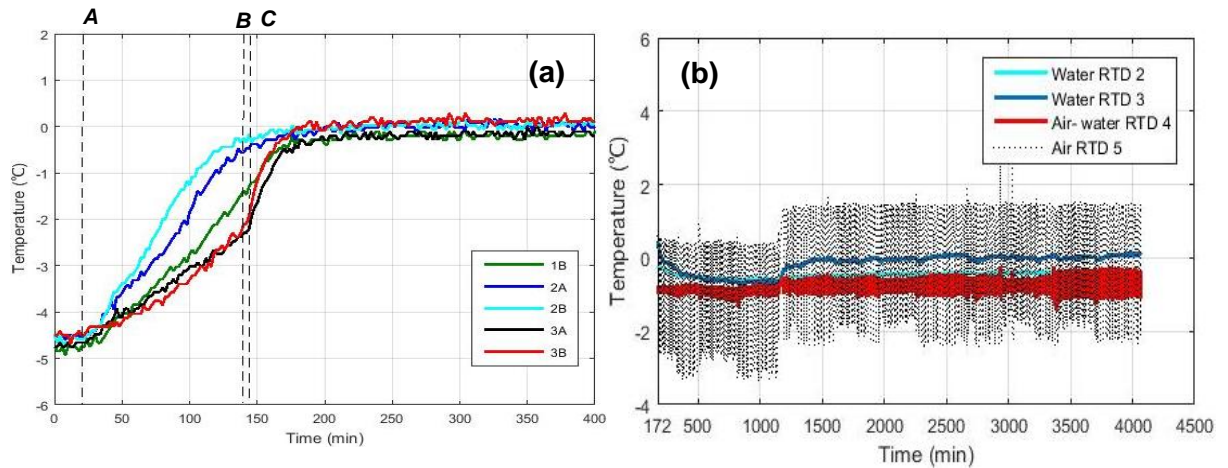 A B C
(a)
2
1
0
-1
-2
-3
-4
-5
-6
Temperature (℃)
1B
2A
2B
3A
3B
0 50 100 150 200 250 300 350 400
Time (min)
(b)
6
4
2
0
-2
-4
Temperature (℃)
Water RTD 2
Water RTD 3
Air- water RTD 4
Air RTD 5
172 500 1000 1500 2000 2500 3000 3500 4000 4500
Time (min)